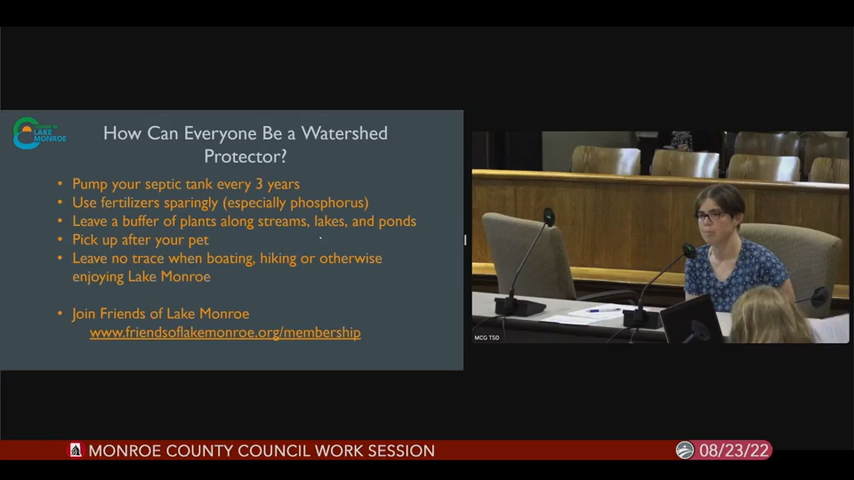 LAKE
MONROE
How Can Everyone Be a Watershed
Protector?
• Pump your septic tank every 3 years
• Use fertilizers sparingly (especially phosphorus)
• Leave a buffer of plants along streams, lakes, and ponds
• Pick up after your pet
• Leave no trace when boating, hiking or otherwise
enjoying Lake Monroe
• Join Friends of Lake Monroe
www.friendsoflakemonroe.org/membership
MCG TSD
MONROE COUNTY COUNCIL WORK SESSION
08/23/22